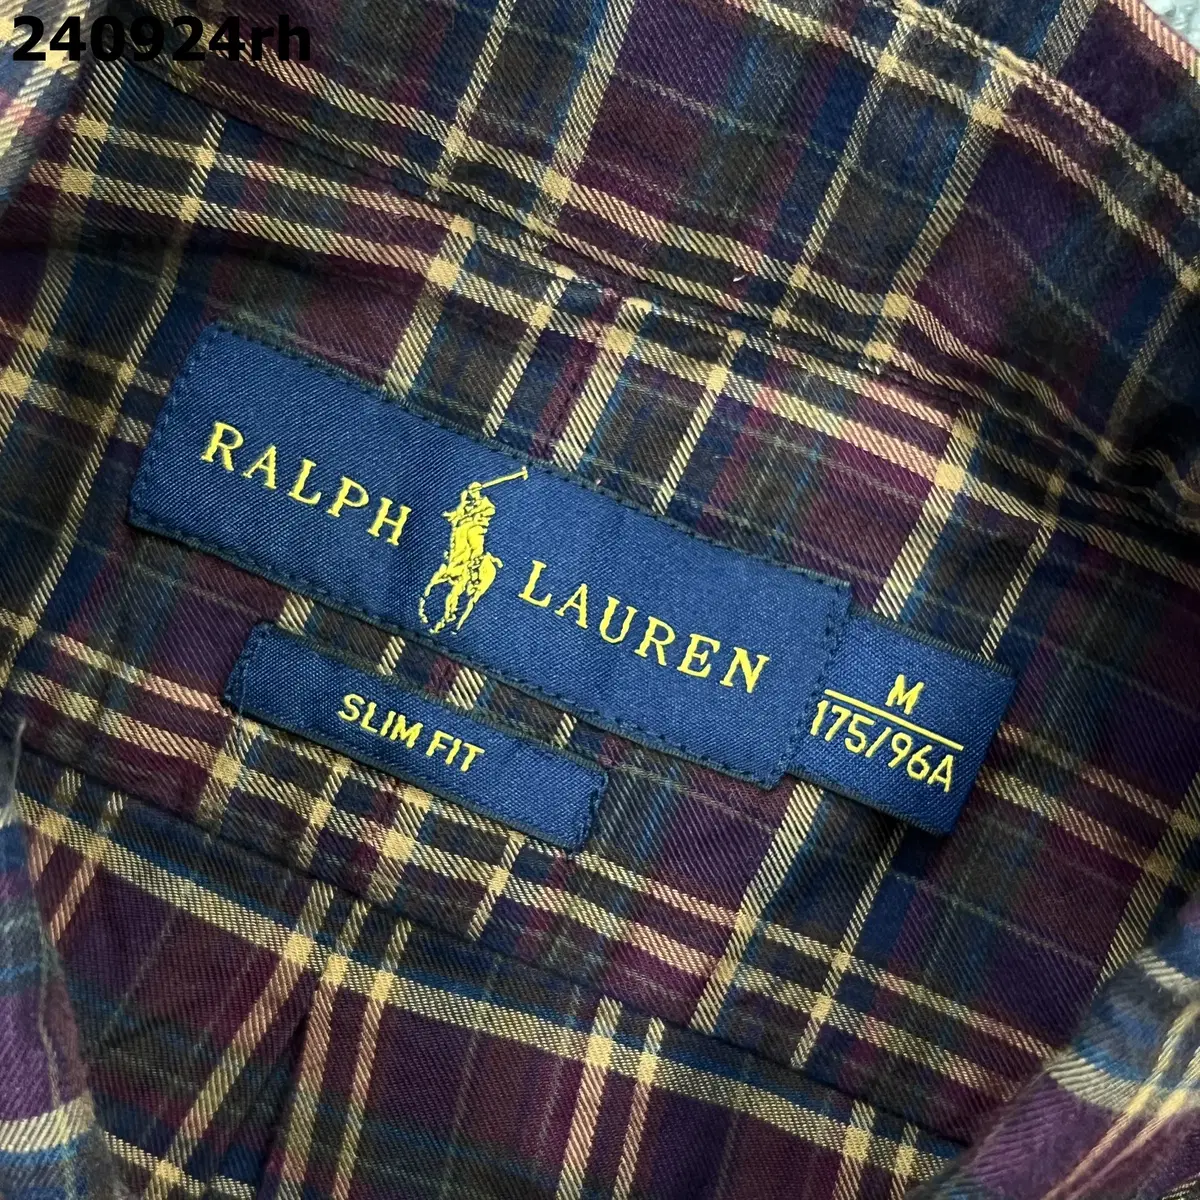 240924rh
RALPH LAUREN
M
175/96A
SLIM FIT